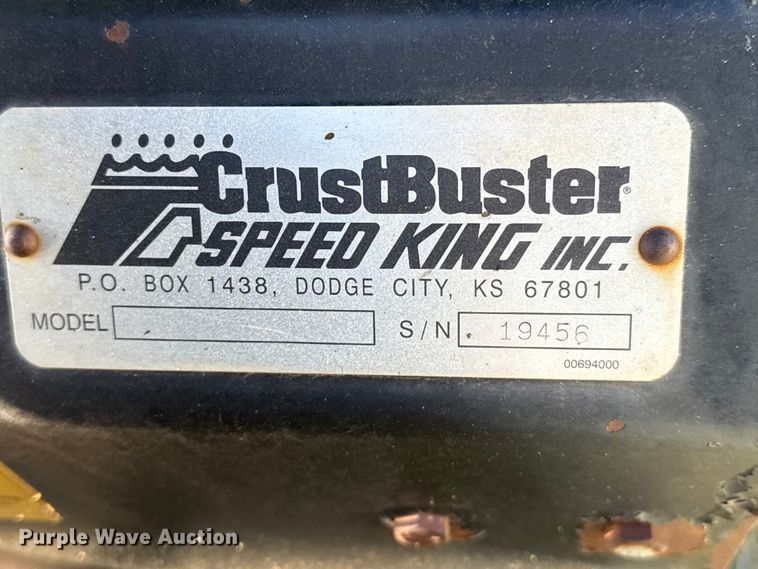 CrustBuster®
SPEED KING INC.
P.O. BOX 1438, DODGE CITY, KS 67801
MODEL S/N 19456
00694000
Purple Wave Auction